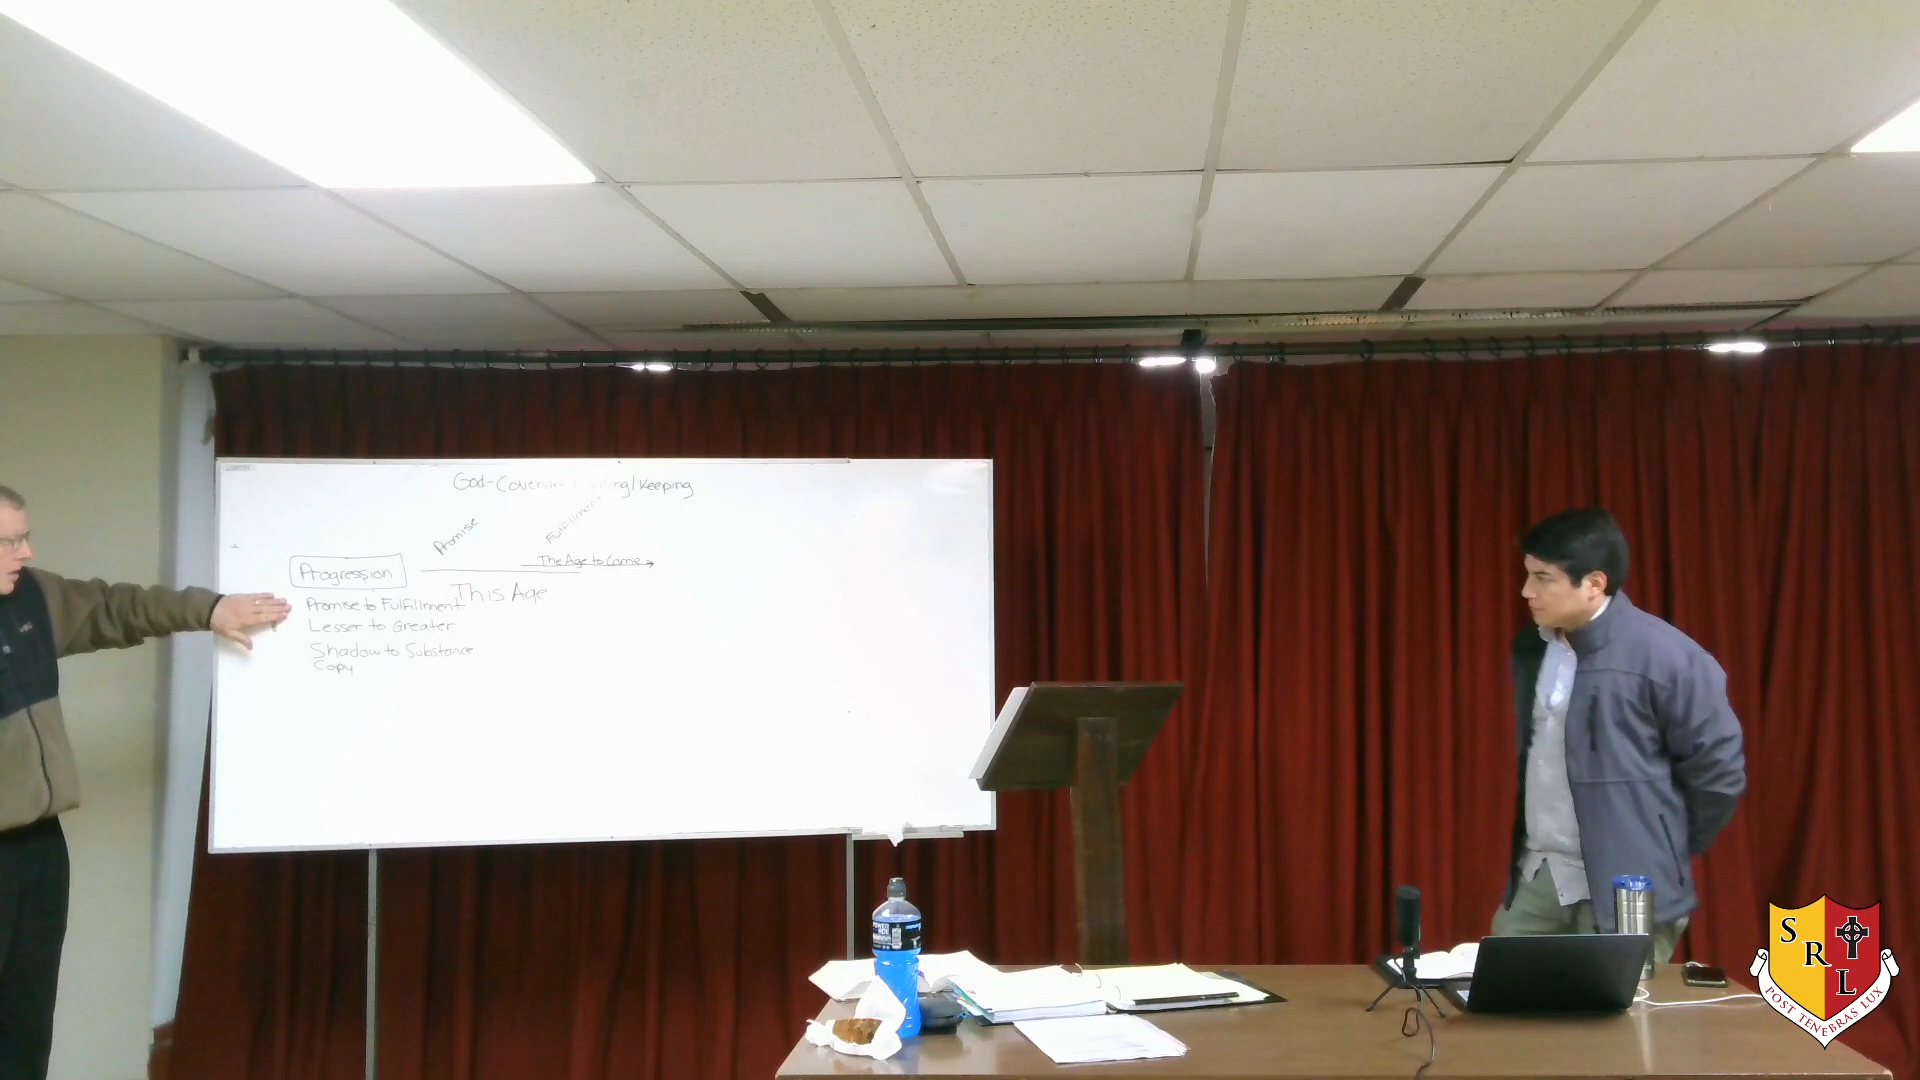 God-Covenan /Keeping
Promise
Fulfillment
The Age to Come
Progression
This Age
Promise to Fulfillment
Lesser to Greater
Shadow to Substance
Copy
S
R
L
POST TENEBRAS LUX